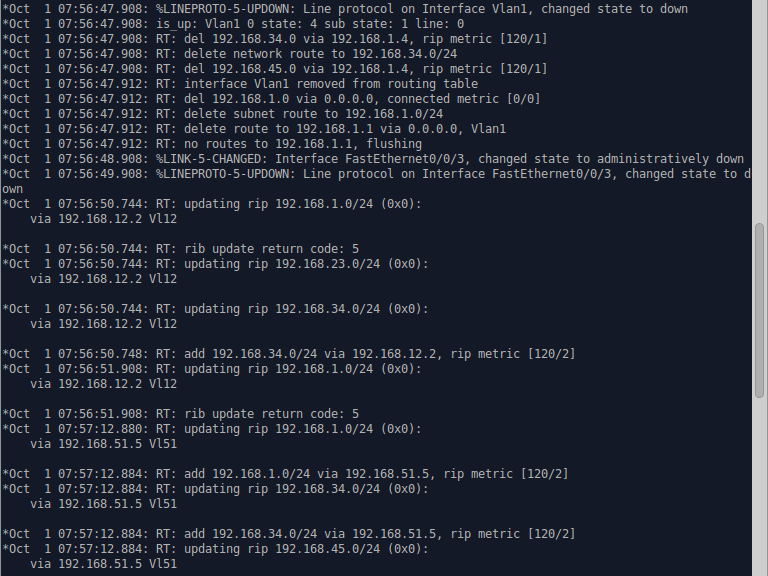 *Oct  1 07:56:47.908: %LINEPROTO-5-UPDOWN: Line protocol on Interface Vlan1, changed state to down
*Oct  1 07:56:47.908: is_up: Vlan1 0 state: 4 sub state: 1 line: 0
*Oct  1 07:56:47.908: RT: del 192.168.34.0 via 192.168.1.4, rip metric [120/1]
*Oct  1 07:56:47.908: RT: delete network route to 192.168.34.0/24
*Oct  1 07:56:47.908: RT: del 192.168.45.0 via 192.168.1.4, rip metric [120/1]
*Oct  1 07:56:47.912: RT: interface Vlan1 removed from routing table
*Oct  1 07:56:47.912: RT: del 192.168.1.0 via 0.0.0.0, connected metric [0/0]
*Oct  1 07:56:47.912: RT: delete subnet route to 192.168.1.0/24
*Oct  1 07:56:47.912: RT: delete route to 192.168.1.1 via 0.0.0.0, Vlan1
*Oct  1 07:56:47.912: RT: no routes to 192.168.1.1, flushing
*Oct  1 07:56:48.908: %LINK-5-CHANGED: Interface FastEthernet0/0/3, changed state to administratively down
*Oct  1 07:56:49.908: %LINEPROTO-5-UPDOWN: Line protocol on Interface FastEthernet0/0/3, changed state to d
own
*Oct  1 07:56:50.744: RT: updating rip 192.168.1.0/24 (0x0):
    via 192.168.12.2 Vl12
*Oct  1 07:56:50.744: RT: rib update return code: 5
*Oct  1 07:56:50.744: RT: updating rip 192.168.23.0/24 (0x0):
    via 192.168.12.2 Vl12
*Oct  1 07:56:50.744: RT: updating rip 192.168.34.0/24 (0x0):
    via 192.168.12.2 Vl12
*Oct  1 07:56:50.748: RT: add 192.168.34.0/24 via 192.168.12.2, rip metric [120/2]
*Oct  1 07:56:51.908: RT: updating rip 192.168.1.0/24 (0x0):
    via 192.168.12.2 Vl12
*Oct  1 07:56:51.908: RT: rib update return code: 5
*Oct  1 07:57:12.880: RT: updating rip 192.168.1.0/24 (0x0):
    via 192.168.51.5 Vl51
*Oct  1 07:57:12.884: RT: add 192.168.1.0/24 via 192.168.51.5, rip metric [120/2]
*Oct  1 07:57:12.884: RT: updating rip 192.168.34.0/24 (0x0):
    via 192.168.51.5 Vl51
*Oct  1 07:57:12.884: RT: add 192.168.34.0/24 via 192.168.51.5, rip metric [120/2]
*Oct  1 07:57:12.884: RT: updating rip 192.168.45.0/24 (0x0):
    via 192.168.51.5 Vl51